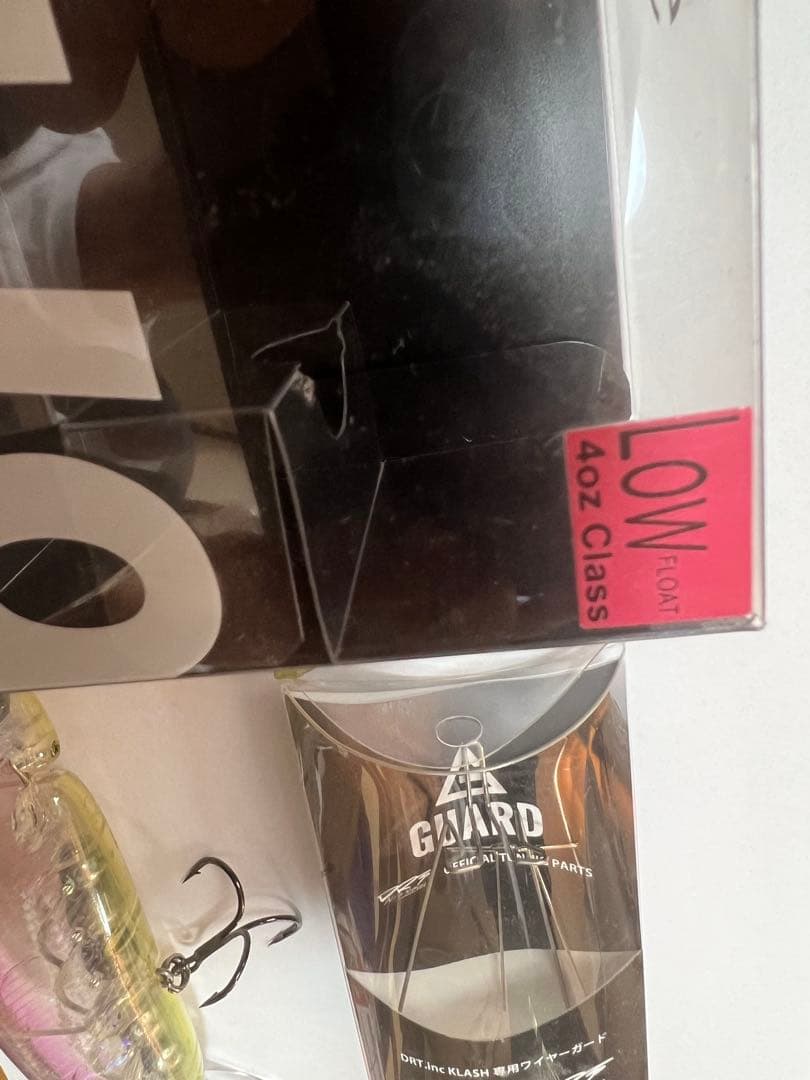 LOW FLOAT
4oz Class
GUARD
OFFICIAL TUNING PARTS
DRT.inc KLASH 専用ワイヤーガード